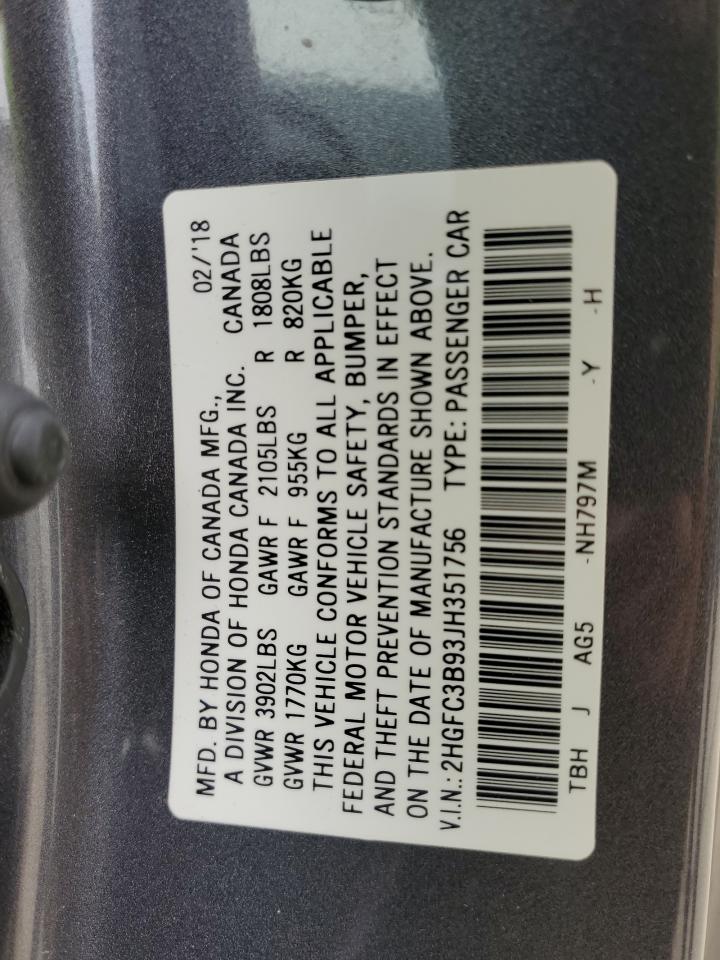 MFD. BY HONDA OF CANADA MFG., 02/'18
A DIVISION OF HONDA CANADA INC. CANADA
GVWR 3902LBS GAWR F 2105LBS R 1808LBS
GVWR 1770KG GAWR F 955KG R 820KG
THIS VEHICLE CONFORMS TO ALL APPLICABLE
FEDERAL MOTOR VEHICLE SAFETY, BUMPER,
AND THEFT PREVENTION STANDARDS IN EFFECT
ON THE DATE OF MANUFACTURE SHOWN ABOVE.
V.I.N.: 2HGFC3B93JH351756 TYPE: PASSENGER CAR
TBH J AG5 -NH797M -Y -H